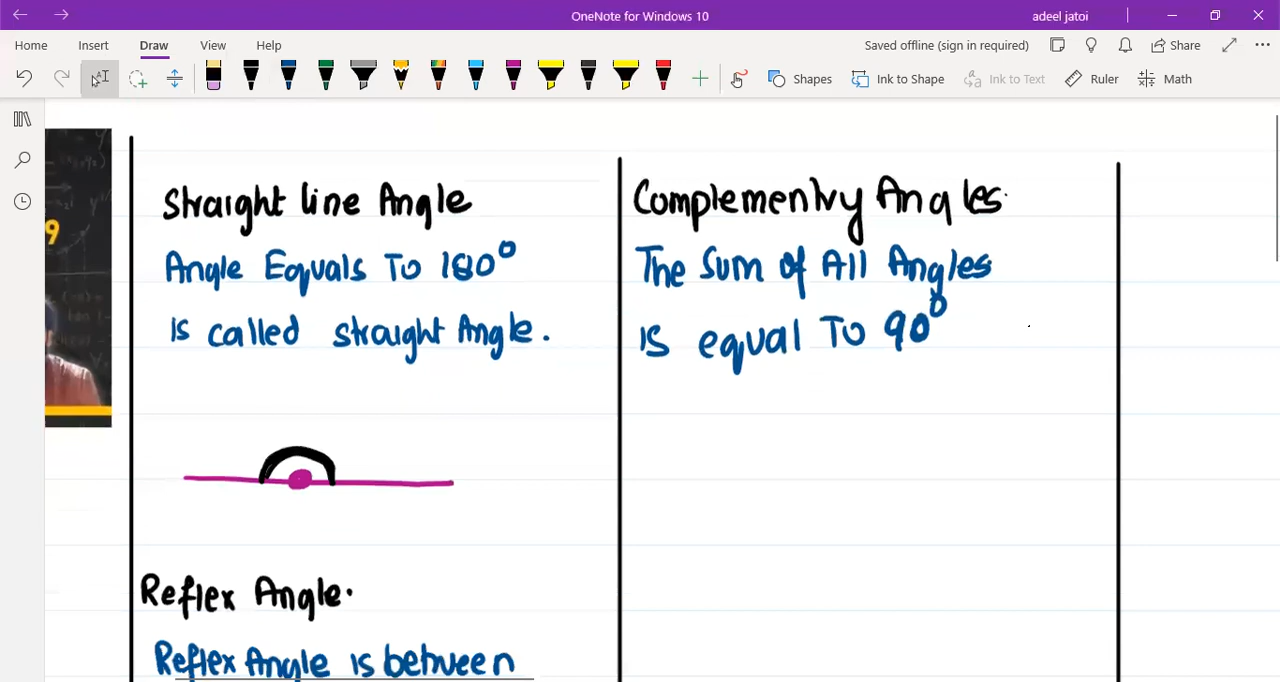 OneNote for Windows 10
adeel jatoi
Home
Insert
Draw
View
Help
Saved offline (sign in required)
Share
Shapes
Ink to Shape
Ink to Text
Ruler
Math
9
Straight line Angle
Angle Equals To 180°
is called straight Angle.
Reflex Angle.
Reflex Angle is between
Complementry Angles.
The Sum of All Angles
is equal To 90°